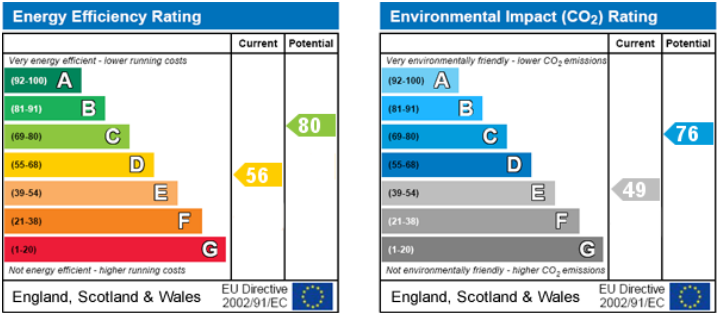 Energy Efficiency Rating
Current Potential
Very energy efficient - lower running costs
(92-100) A
(81-91) B
(69-80) C
80
(55-68) D
56
(39-54) E
(21-38) F
(1-20) G
Not energy efficient - higher running costs
England, Scotland & Wales
EU Directive
2002/91/EC
Environmental Impact (CO₂) Rating
Current Potential
Very environmentally friendly - lower CO₂ emissions
(92-100) A
(81-91) B
(69-80) C
76
(55-68) D
(39-54) E
49
(21-38) F
(1-20) G
Not environmentally friendly - higher CO₂ emissions
England, Scotland & Wales
EU Directive
2002/91/EC